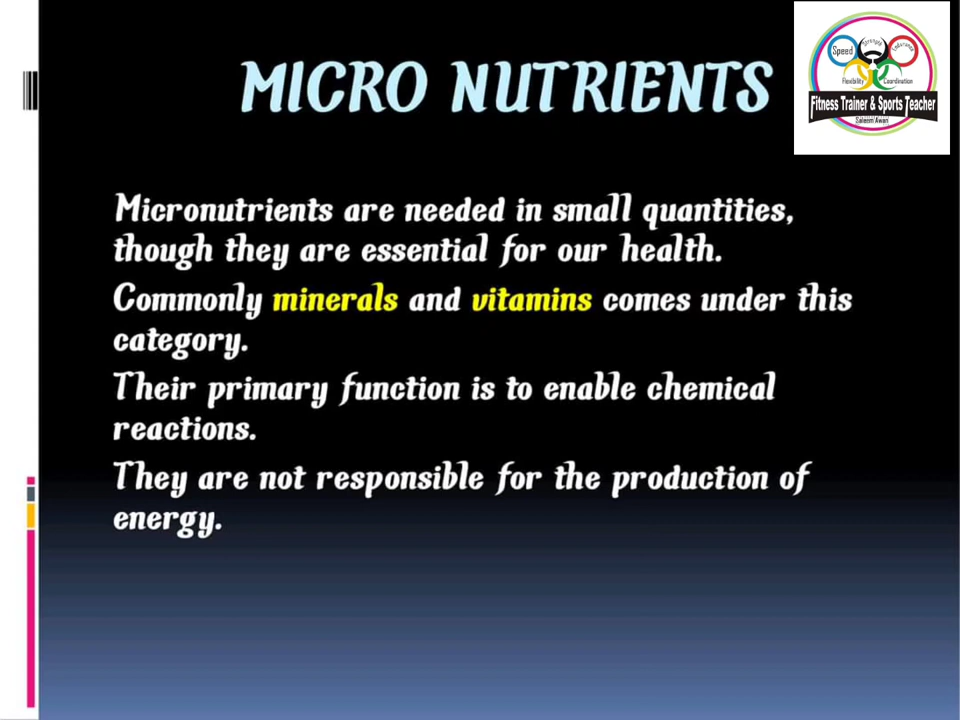 MICRO NUTRIENTS
Speed
Strength
Endurance
Flexibility
Coordination
Fitness Trainer & Sports Teacher
Saleem Awan
Micronutrients are needed in small quantities,
though they are essential for our health.
Commonly minerals and vitamins comes under this
category.
Their primary function is to enable chemical
reactions.
They are not responsible for the production of
energy.